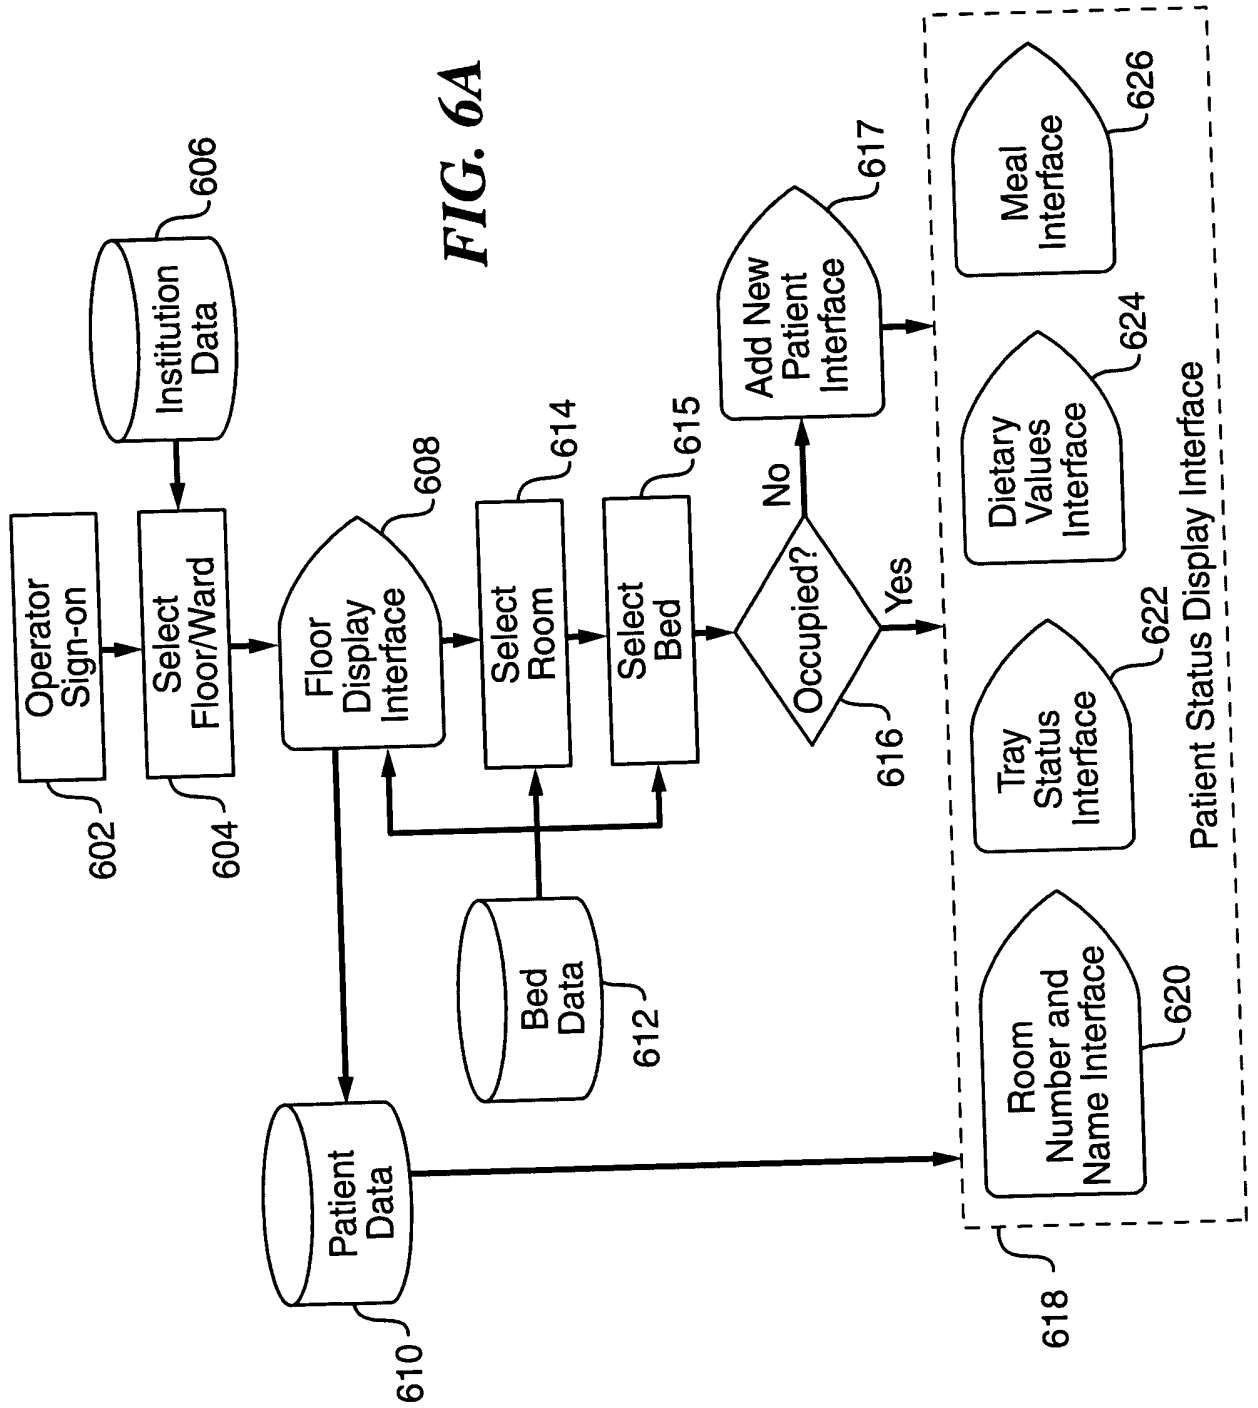 Operator
Sign-on
602
Select
Floor/Ward
604
Institution
Data
606
Floor
Display
Interface
608
Patient
Data
610
Bed
Data
612
Select
Room
614
Select
Bed
615
Occupied?
616
No
Yes
Add New
Patient
Interface
617
FIG. 6A
618
Room
Number and
Name Interface
620
Tray
Status
Interface
622
Dietary
Values
Interface
624
Meal
Interface
626
Patient Status Display Interface